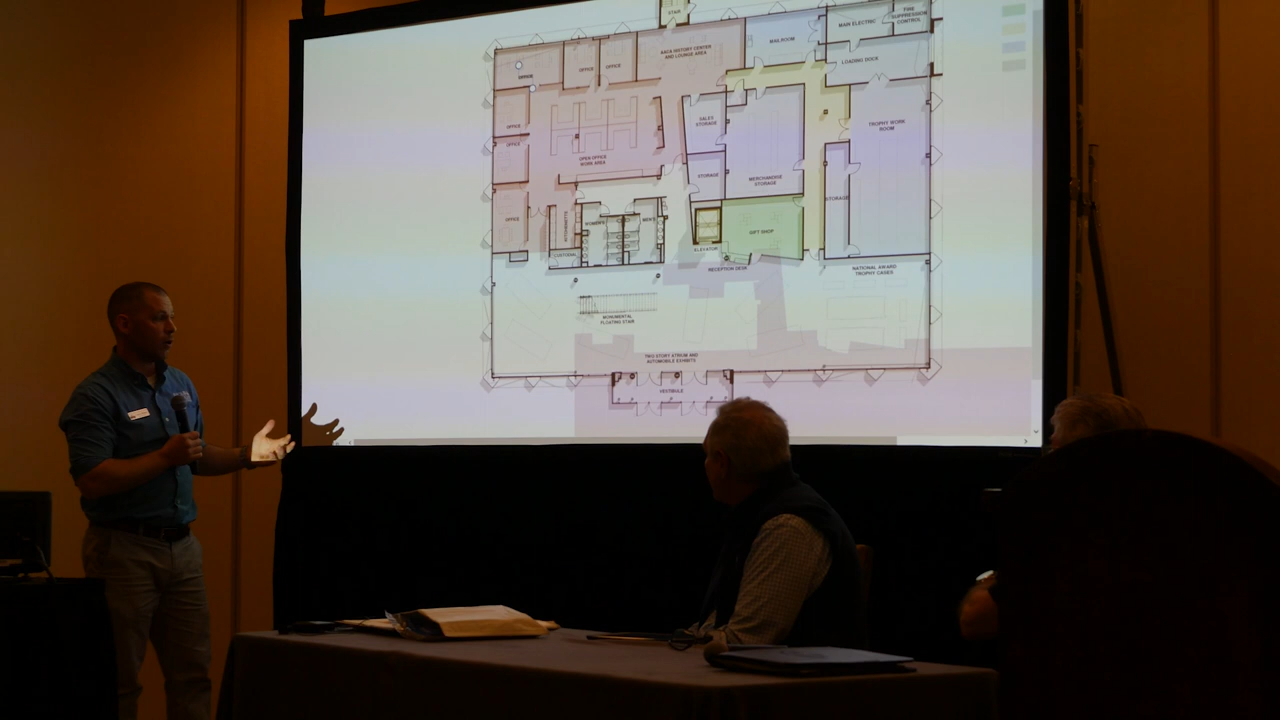 STAIR
MAIN ELECTRIC
FIRE
SUPPRESSION
CONTROL
MAILROOM
AACA HISTORY CENTER
AND LOUNGE AREA
OFFICE
OFFICE
OFFICE
LOADING DOCK
SALES
STORAGE
TROPHY WORK
ROOM
OFFICE
OFFICE
OPEN OFFICE
WORK AREA
STORAGE
MERCHANDISE
STORAGE
STORAGE
OFFICE
KITCHENETTE
WOMEN'S
MEN'S
GIFT SHOP
ELEVATOR
CUSTODIAL
RECEPTION DESK
NATIONAL AWARD
TROPHY CASES
MONUMENTAL
FLOATING STAIR
TWO STORY ATRIUM AND
AUTOMOBILE EXHIBITS
VESTIBULE